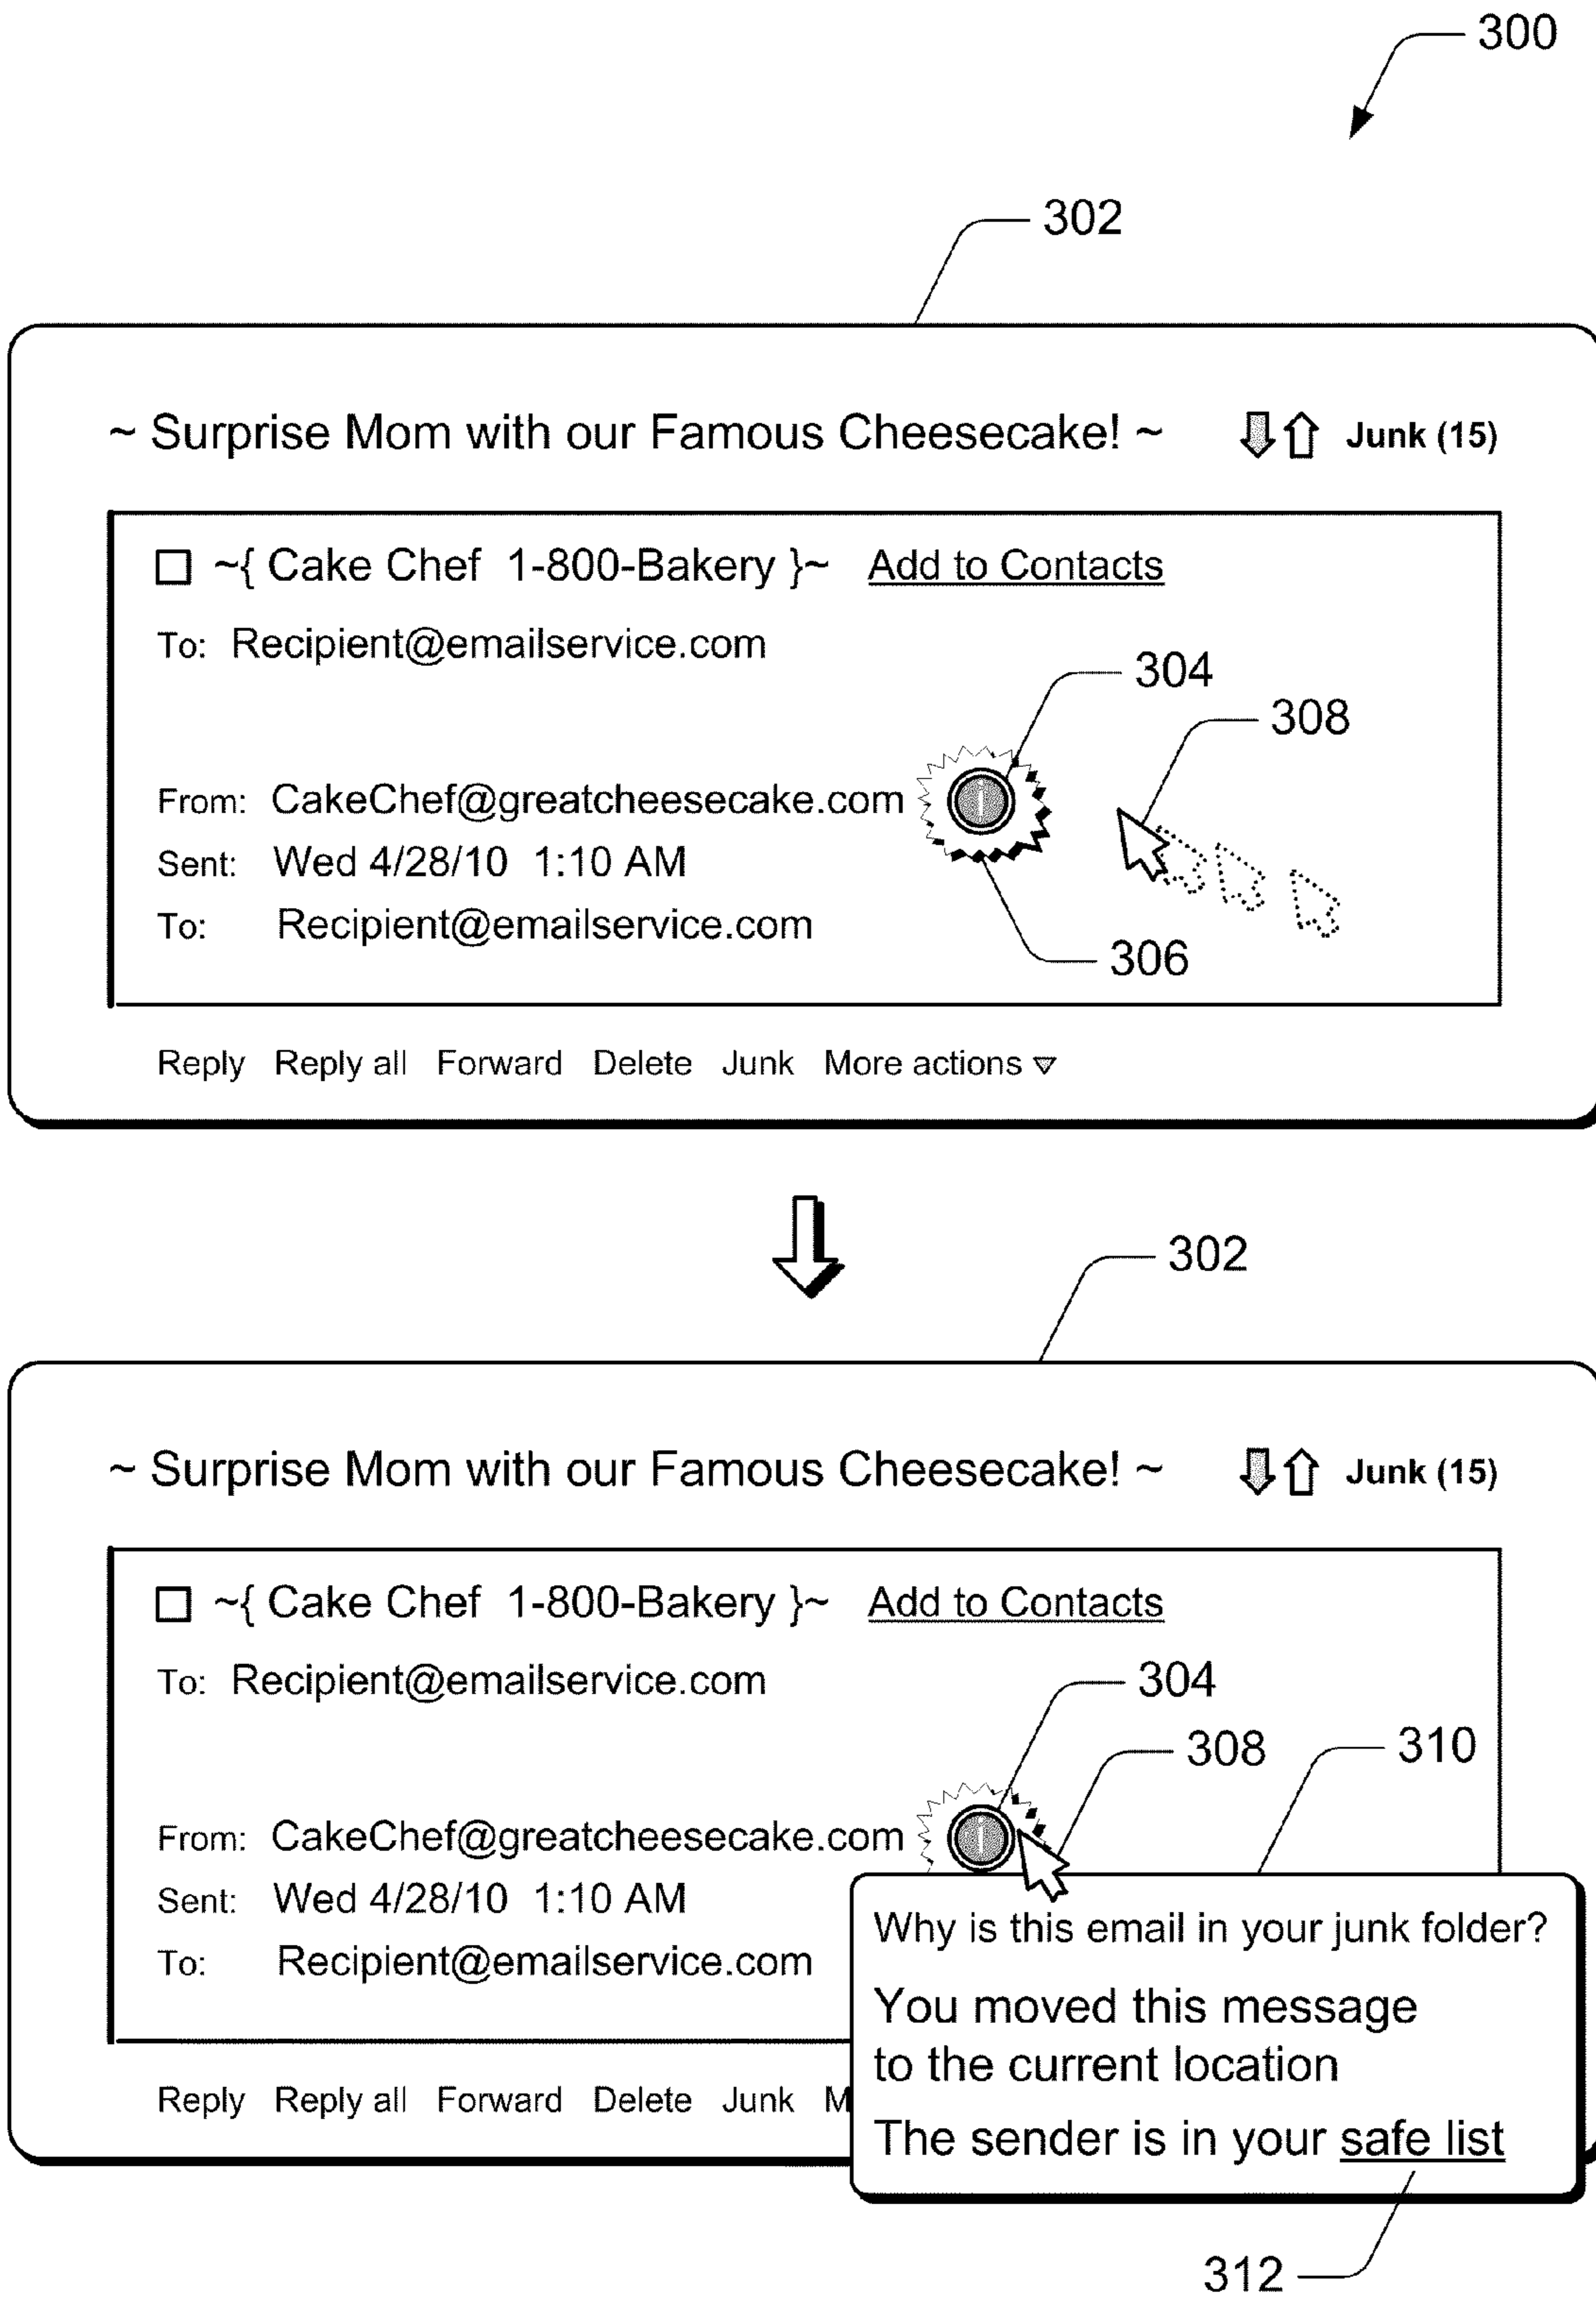 300
302
~ Surprise Mom with our Famous Cheesecake! ~ Junk (15)
~{ Cake Chef 1-800-Bakery }~ Add to Contacts
To: Recipient@emailservice.com
304
308
From: CakeChef@greatcheesecake.com
Sent: Wed 4/28/10 1:10 AM
To: Recipient@emailservice.com
306
Reply Reply all Forward Delete Junk More actions
302
~ Surprise Mom with our Famous Cheesecake! ~ Junk (15)
~{ Cake Chef 1-800-Bakery }~ Add to Contacts
To: Recipient@emailservice.com
304
308
310
From: CakeChef@greatcheesecake.com
Sent: Wed 4/28/10 1:10 AM
To: Recipient@emailservice.com
Reply Reply all Forward Delete Junk M
Why is this email in your junk folder?
You moved this message
to the current location
The sender is in your safe list
312